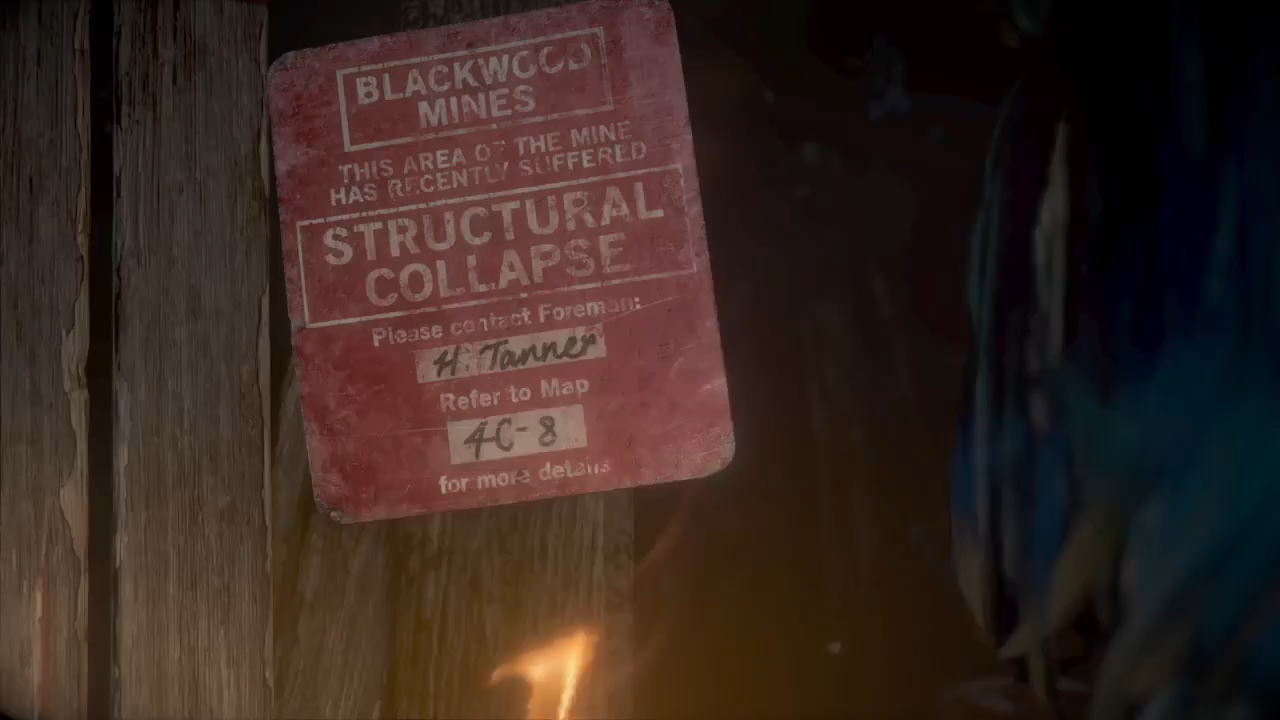 BLACKWOOD
MINES
THIS AREA OF THE MINE
HAS RECENTLY SUFFERED
STRUCTURAL
COLLAPSE
Please contact Foreman:
H. Tanner
Refer to Map
4C-8
for more details